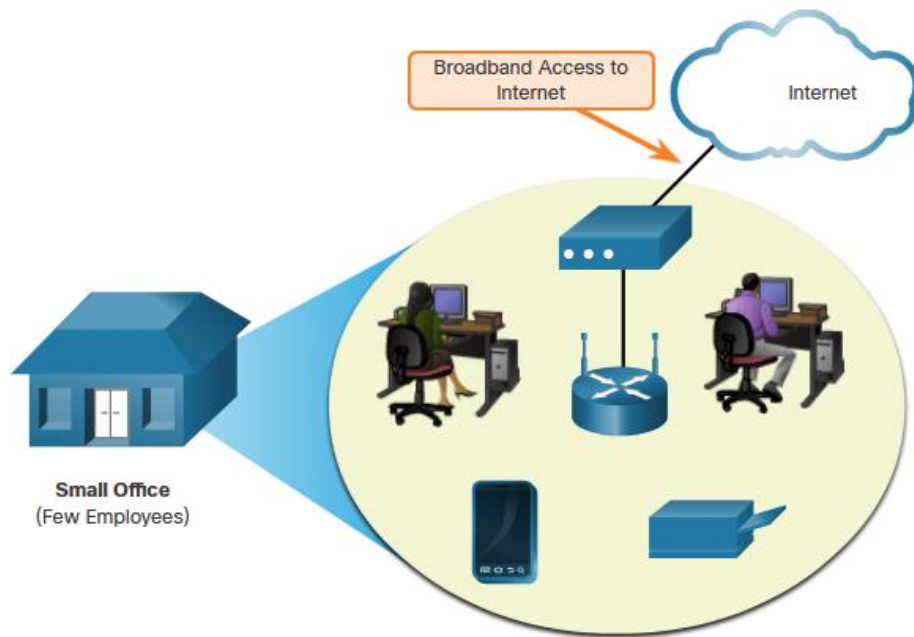 Broadband Access to
Internet
Internet
Small Office
(Few Employees)